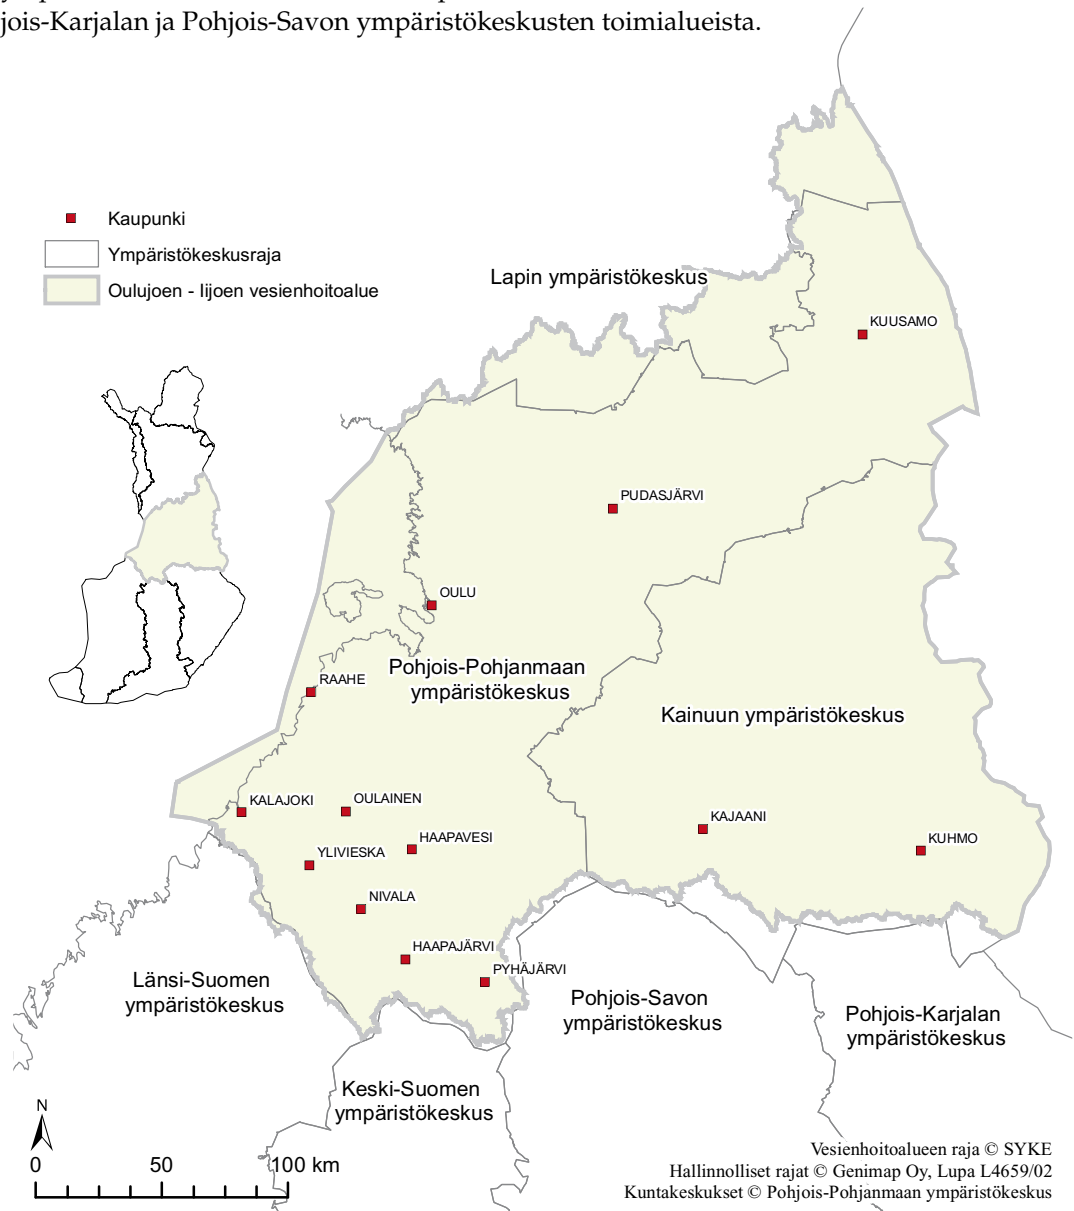 jois-Karjalan ja Pohjois-Savon ympäristökeskusten toimialueista.
Kaupunki
Ympäristökeskusraja
Oulujoen - Iijoen vesienhoitoalue
Lapin ympäristökeskus
KUUSAMO
PUDASJÄRVI
OULU
RAAHE
Pohjois-Pohjanmaan
ympäristökeskus
Kainuun ympäristökeskus
KALAJOKI
OULAINEN
HAAPAVESI
YLIVIESKA
KAJAANI
KUHMO
NIVALA
HAAPAJÄRVI
PYHÄJÄRVI
Länsi-Suomen
ympäristökeskus
Pohjois-Savon
ympäristökeskus
Pohjois-Karjalan
ympäristökeskus
Keski-Suomen
ympäristökeskus
N
0 50 100 km
Vesienhoitoalueen raja © SYKE
Hallinnolliset rajat © Genimap Oy, Lupa L4659/02
Kuntakeskukset © Pohjois-Pohjanmaan ympäristökeskus